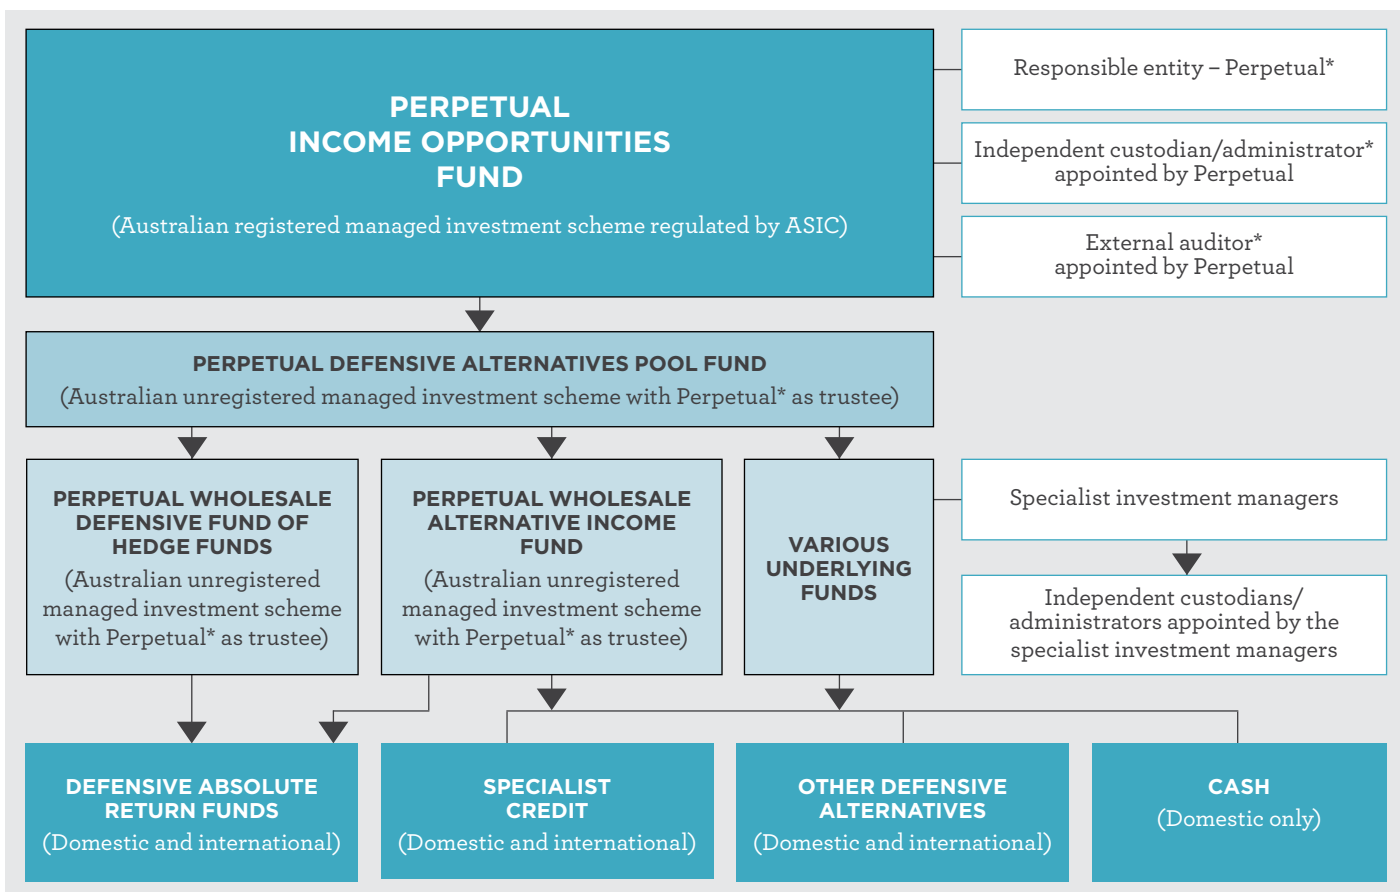 PERPETUAL
INCOME OPPORTUNITIES
FUND
(Australian registered managed investment scheme regulated by ASIC)
Responsible entity – Perpetual*
Independent custodian/administrator*
appointed by Perpetual
External auditor*
appointed by Perpetual
PERPETUAL DEFENSIVE ALTERNATIVES POOL FUND
(Australian unregistered managed investment scheme with Perpetual* as trustee)
PERPETUAL WHOLESALE
DEFENSIVE FUND OF
HEDGE FUNDS
(Australian unregistered
managed investment scheme
with Perpetual* as trustee)
PERPETUAL WHOLESALE
ALTERNATIVE INCOME
FUND
(Australian unregistered
managed investment scheme
with Perpetual* as trustee)
VARIOUS
UNDERLYING
FUNDS
Specialist investment managers
Independent custodians/
administrators appointed by the
specialist investment managers
DEFENSIVE ABSOLUTE
RETURN FUNDS
(Domestic and international)
SPECIALIST
CREDIT
(Domestic and international)
OTHER DEFENSIVE
ALTERNATIVES
(Domestic and international)
CASH
(Domestic only)